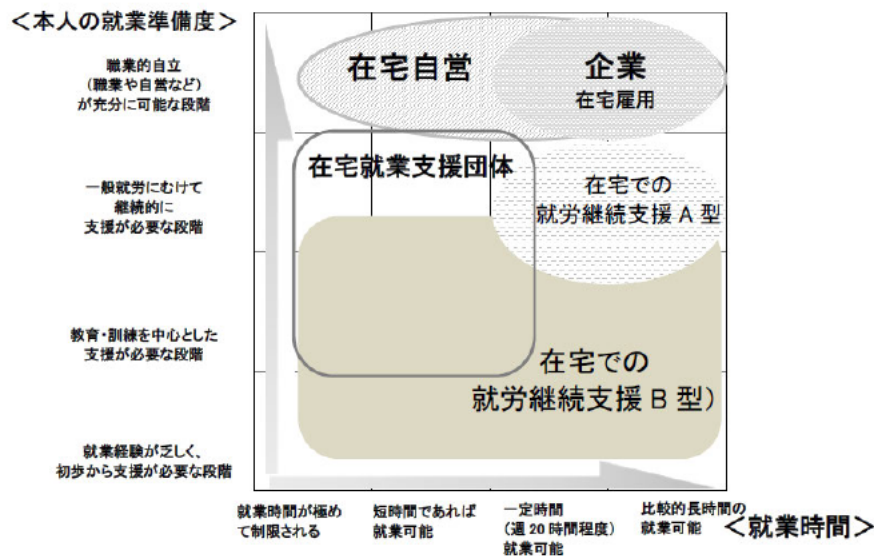 ＜本人の就業準備度＞
職業的自立
（職業や自営など）
が充分に可能な段階
在宅自営
企業
在宅雇用
一般就労にむけて
継続的に
支援が必要な段階
在宅就業支援団体
在宅での
就労継続支援A型
教育・訓練を中心とした
支援が必要な段階
在宅での
就労継続支援B型）
就業経験が乏しく、
初歩から支援が必要な段階
就業時間が極め
て制限される
短時間であれば
就業可能
一定時間
（週20時間程度）
就業可能
比較的長時間の
就業可能
＜就業時間＞